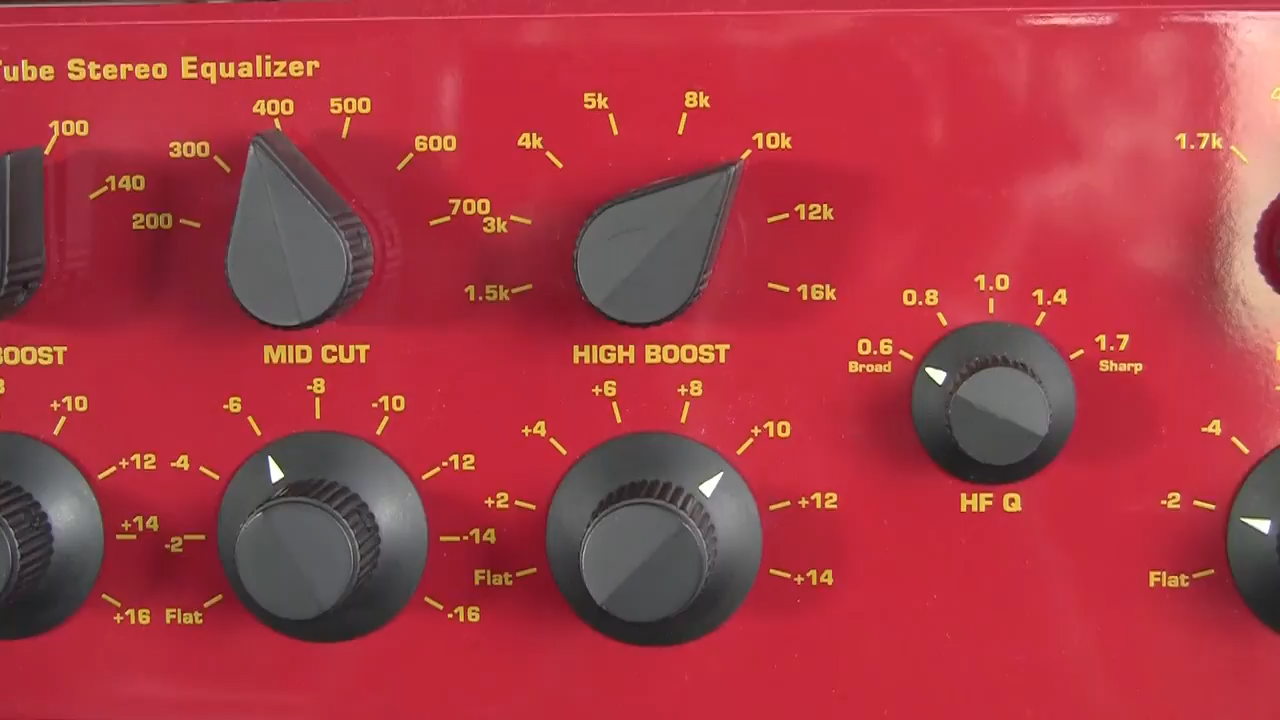 Tube Stereo Equalizer
100
140
200
300
400
500
600
700
1.5k
3k
4k
5k
8k
10k
12k
16k
1.7k
BOOST
MID CUT
HIGH BOOST
+10
+12
+14
+16
Flat
-2
-4
-6
-8
-10
-12
-14
-16
Flat
+2
+4
+6
+8
+10
+12
+14
0.6
Broad
0.8
1.0
1.4
1.7
Sharp
HF Q
-4
-2
Flat